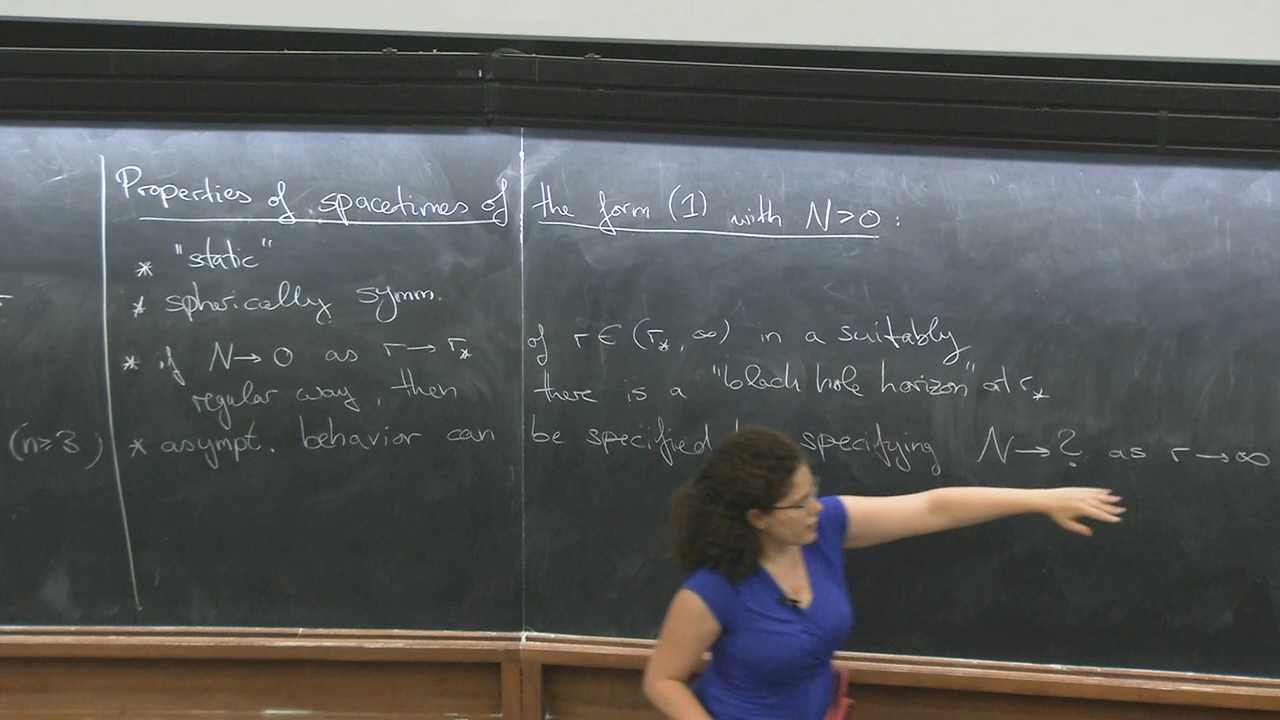 Properties of spacetimes of the form (1) with N>0:
* "static"
* spherically symm.
* if N→0 as r→r* of r∈(r*,∞) in a suitably
regular way, then there is a "black hole horizon" at r*
(n≥3) * asympt. behavior can be specified specifying N→? as r→∞